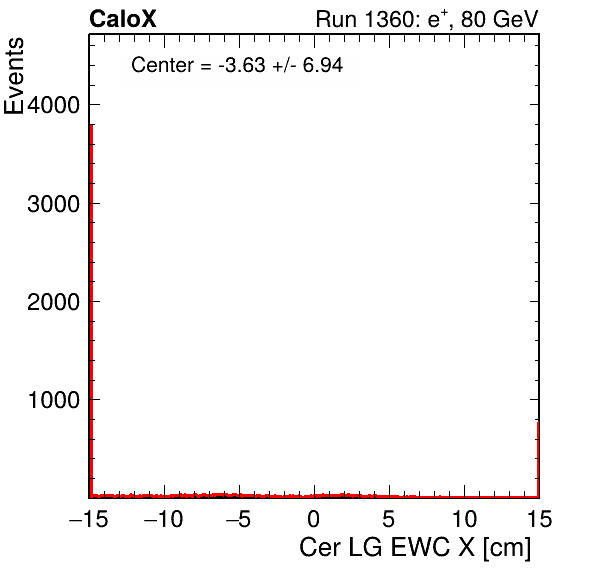 CaloX Run 1360: e⁺, 80 GeV
Center = -3.63 +/- 6.94
Events
4000
3000
2000
1000
−15 −10 −5 0 5 10 15
Cer LG EWC X [cm]